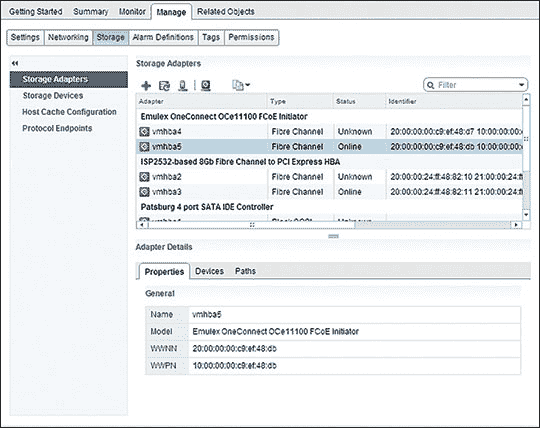 Getting Started Summary Monitor Manage Related Objects
Settings Networking Storage Alarm Definitions Tags Permissions
Storage Adapters
Storage Devices
Host Cache Configuration
Protocol Endpoints
Storage Adapters
Filter
Adapter Type Status Identifier
Emulex OneConnect OCe11100 FCoE Initiator
vmhba4 Fibre Channel Unknown 20:00:00:00:c9:ef:48:d7 10:00:00:00:
vmhba5 Fibre Channel Online 20:00:00:00:c9:ef:48:db 10:00:00:00:
ISP2532-based 8Gb Fibre Channel to PCI Express HBA
vmhba2 Fibre Channel Unknown 20:00:00:24:ff:48:82:10 21:00:00:24:
vmhba3 Fibre Channel Online 20:00:00:24:ff:48:82:11 21:00:00:24:
Patsburg 4 port SATA IDE Controller
Unknown
Adapter Details
Properties Devices Paths
General
Name vmhba5
Model Emulex OneConnect OCe11100 FCoE Initiator
WWNN 20:00:00:00:c9:ef:48:db
WWPN 10:00:00:00:c9:ef:48:db